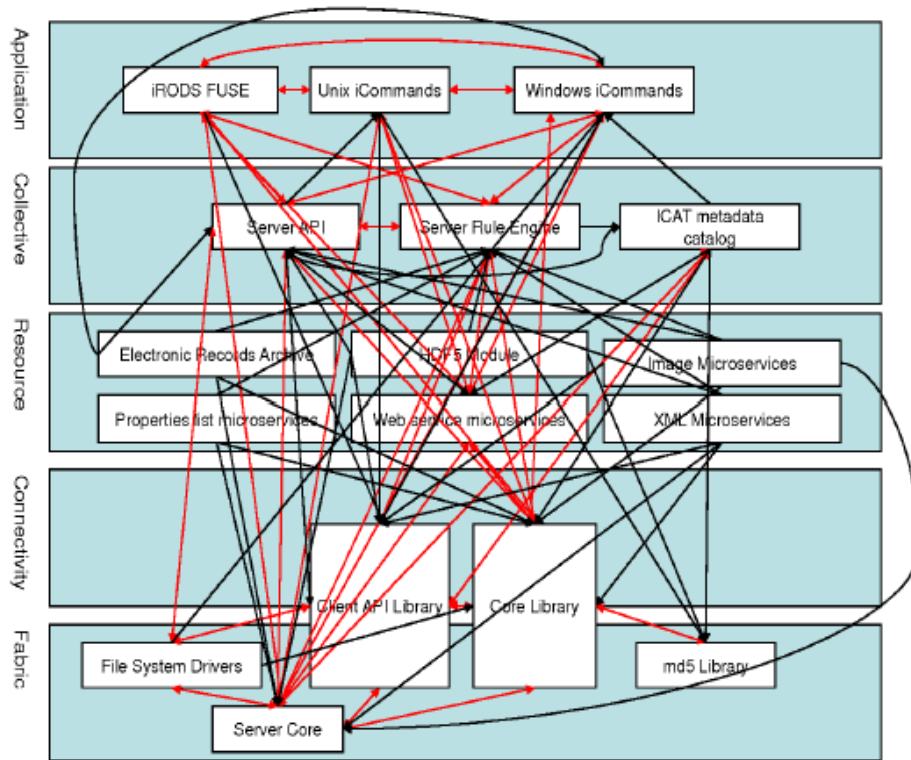 Application
iRODS FUSE
Unix iCommands
Windows iCommands
Collective
Server API
Server Rule Engine
ICAT metadata
catalog
Resource
Electronic Records Archive
HDF5 Module
Image Microservices
Properties list microservices
Web service microservices
XML Microservices
Connectivity
Client API Library
Core Library
Fabric
File System Drivers
md5 Library
Server Core